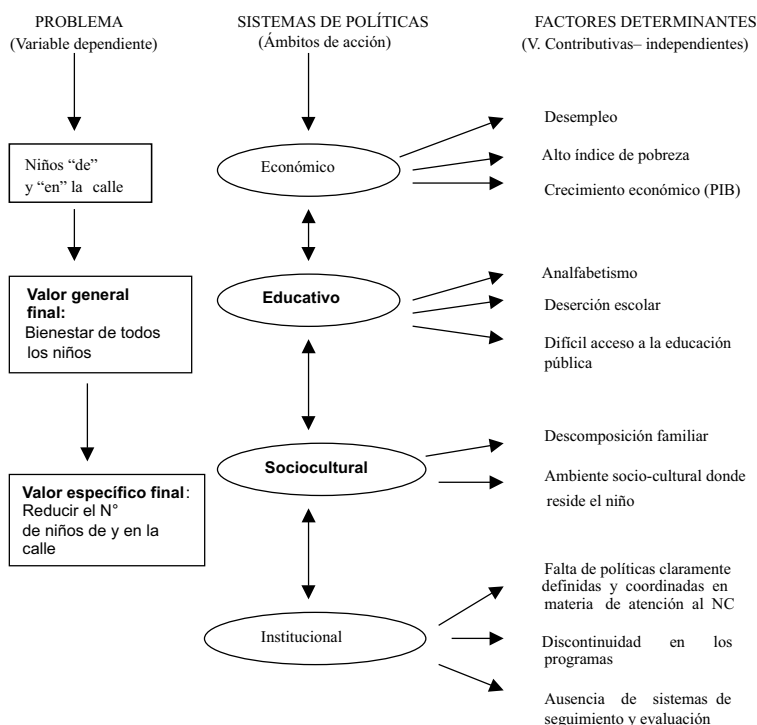 PROBLEMA
(Variable dependiente)
Niños “de”
y “en” la calle
Valor general
final:
Bienestar de todos
los niños
Valor específico final:
Reducir el N°
de niños de y en la
calle
SISTEMAS DE POLÍTICAS
(Ámbitos de acción)
Económico
Educativo
Sociocultural
Institucional
FACTORES DETERMINANTES
(V. Contributivas– independientes)
Desempleo
Alto índice de pobreza
Crecimiento económico (PIB)
Analfabetismo
Deserción escolar
Difícil acceso a la educación
pública
Descomposición familiar
Ambiente socio-cultural donde
reside el niño
Falta de políticas claramente
definidas y coordinadas en
materia de atención al NC
Discontinuidad en los
programas
Ausencia de sistemas de
seguimiento y evaluación